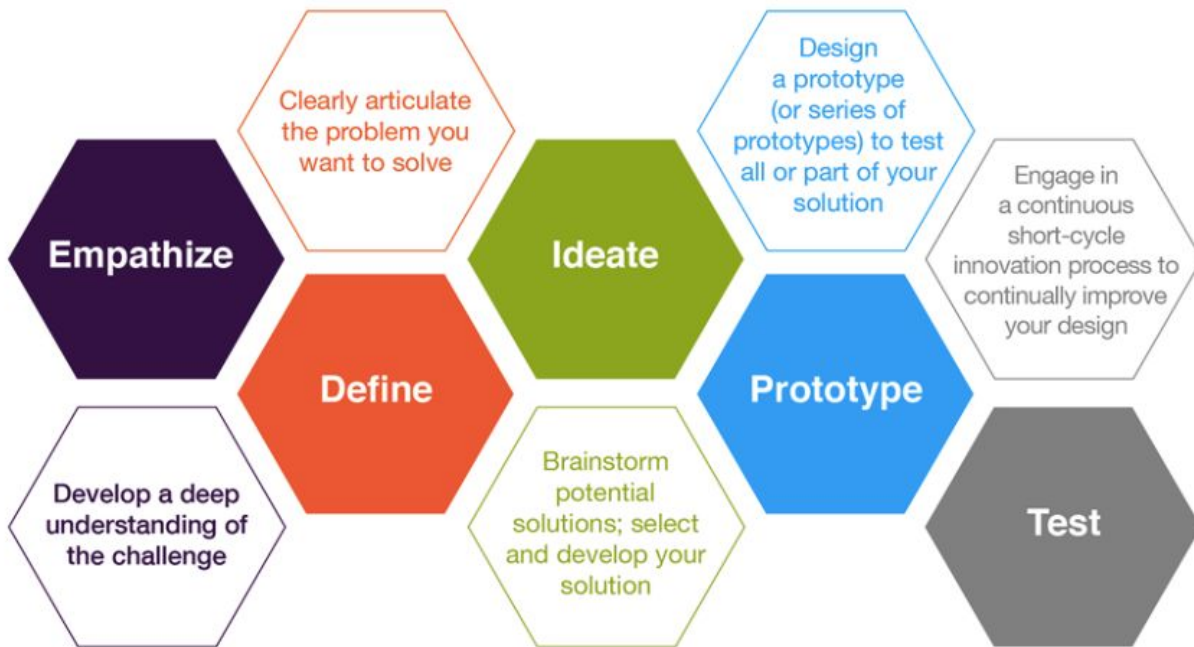 Empathize
Develop a deep
understanding of
the challenge
Clearly articulate
the problem you
want to solve
Define
Ideate
Brainstorm
potential
solutions; select
and develop your
solution
Design
a prototype
(or series of
prototypes) to test
all or part of your
solution
Prototype
Engage in
a continuous
short-cycle
innovation process to
continually improve
your design
Test